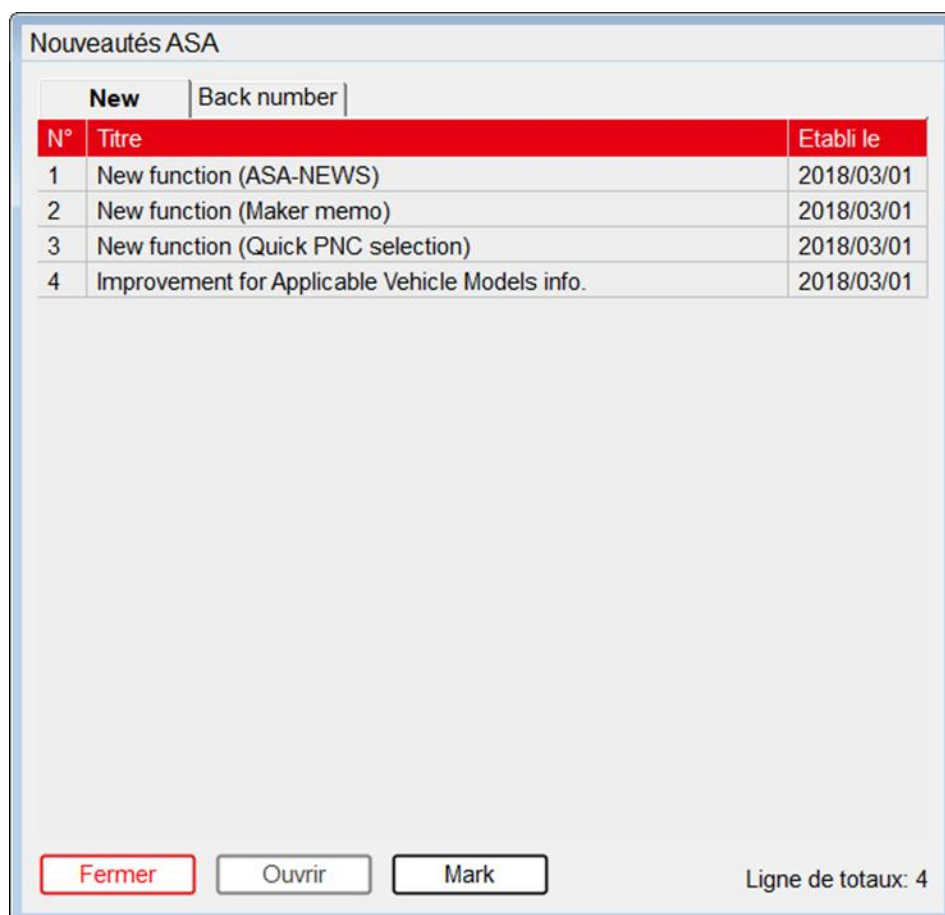 Nouveautés ASA
New Back number
N° Titre Etabli le
1 New function (ASA-NEWS) 2018/03/01
2 New function (Maker memo) 2018/03/01
3 New function (Quick PNC selection) 2018/03/01
4 Improvement for Applicable Vehicle Models info. 2018/03/01
Fermer Ouvrir Mark Ligne de totaux: 4